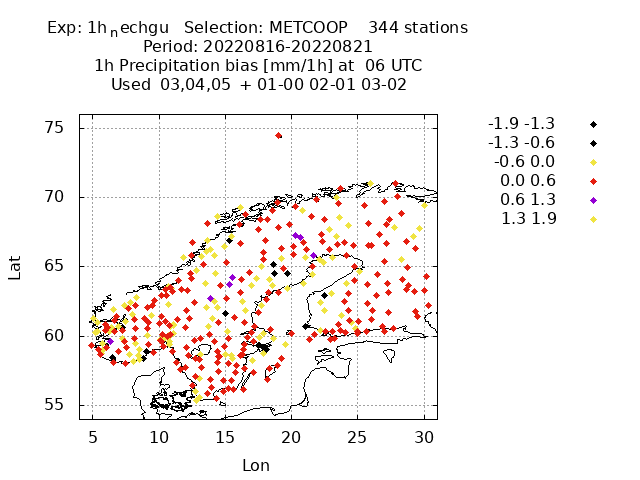 Exp: 1h_nechgu Selection: METCOOP 344 stations
Period: 20220816-20220821
1h Precipitation bias [mm/1h] at 06 UTC
Used 03,04,05 + 01-00 02-01 03-02
-1.9 -1.3
-1.3 -0.6
-0.6 0.0
0.0 0.6
0.6 1.3
1.3 1.9
75
70
65
60
55
Lat
5 10 15 20 25 30
Lon